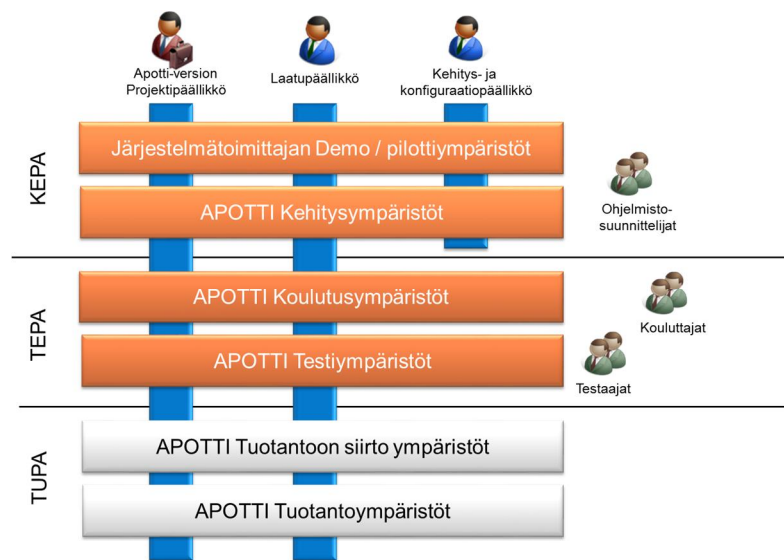 Apotti-version
Projektipäällikkö
Laatupäällikkö
Kehitys- ja
konfiguraatiopäällikkö
KEPA
Järjestelmätoimittajan Demo / pilottiympäristöt
APOTTI Kehitysympäristöt
Ohjelmisto-
suunnittelijat
TEPA
APOTTI Koulutusympäristöt
Kouluttajat
APOTTI Testiympäristöt
Testaajat
TUPA
APOTTI Tuotantoon siirto ympäristöt
APOTTI Tuotantoympäristöt